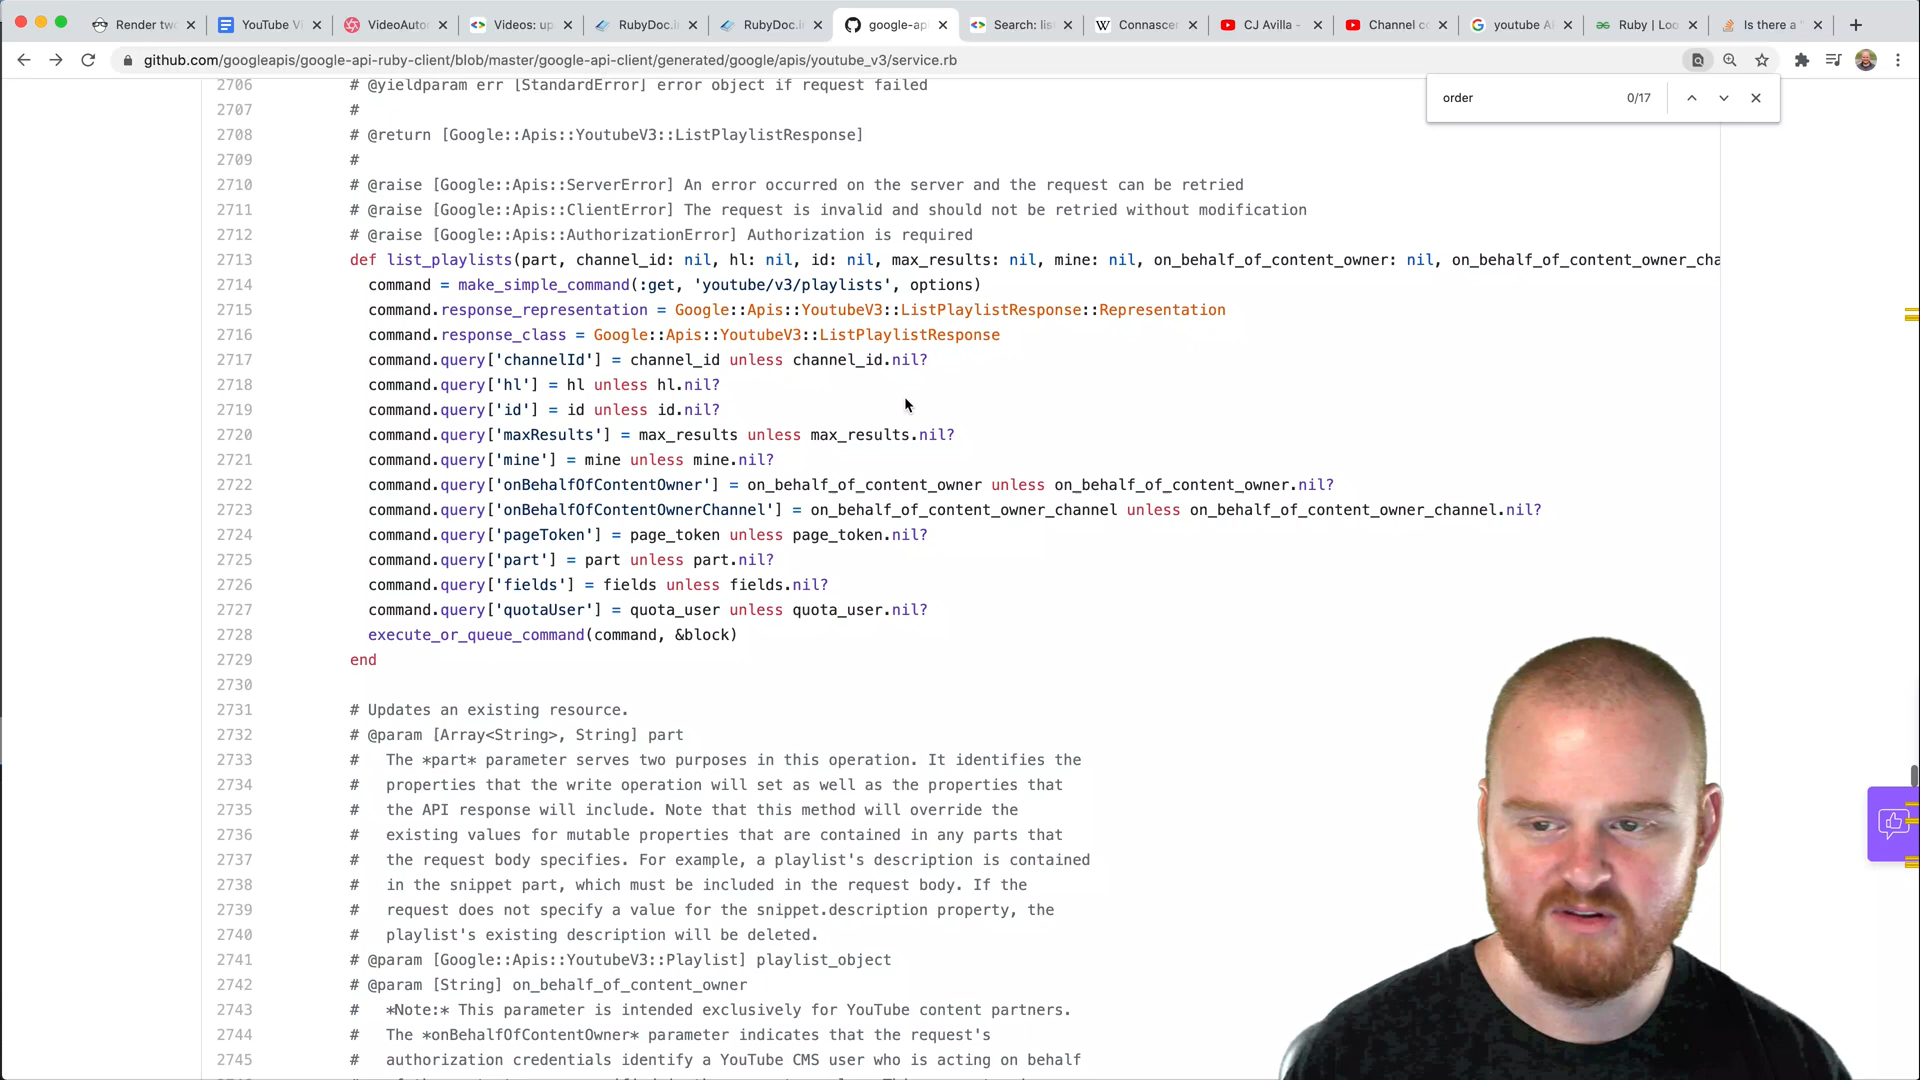 Render two
YouTube Vi
VideoAutor
Videos: up
RubyDoc.i
RubyDoc.i
google-api
Search: lis
Connascer
CJ Avilla -
Channel c
youtube A
Ruby | Loo
Is there a
github.com/googleapis/google-api-ruby-client/blob/master/google-api-client/generated/google/apis/youtube_v3/service.rb
order 0/17
2706 # @yieldparam err [StandardError] error object if request failed
2707 #
2708 # @return [Google::Apis::YoutubeV3::ListPlaylistResponse]
2709 #
2710 # @raise [Google::Apis::ServerError] An error occurred on the server and the request can be retried
2711 # @raise [Google::Apis::ClientError] The request is invalid and should not be retried without modification
2712 # @raise [Google::Apis::AuthorizationError] Authorization is required
2713 def list_playlists(part, channel_id: nil, hl: nil, id: nil, max_results: nil, mine: nil, on_behalf_of_content_owner: nil, on_behalf_of_content_owner_cha
2714 command = make_simple_command(:get, 'youtube/v3/playlists', options)
2715 command.response_representation = Google::Apis::YoutubeV3::ListPlaylistResponse::Representation
2716 command.response_class = Google::Apis::YoutubeV3::ListPlaylistResponse
2717 command.query['channelId'] = channel_id unless channel_id.nil?
2718 command.query['hl'] = hl unless hl.nil?
2719 command.query['id'] = id unless id.nil?
2720 command.query['maxResults'] = max_results unless max_results.nil?
2721 command.query['mine'] = mine unless mine.nil?
2722 command.query['onBehalfOfContentOwner'] = on_behalf_of_content_owner unless on_behalf_of_content_owner.nil?
2723 command.query['onBehalfOfContentOwnerChannel'] = on_behalf_of_content_owner_channel unless on_behalf_of_content_owner_channel.nil?
2724 command.query['pageToken'] = page_token unless page_token.nil?
2725 command.query['part'] = part unless part.nil?
2726 command.query['fields'] = fields unless fields.nil?
2727 command.query['quotaUser'] = quota_user unless quota_user.nil?
2728 execute_or_queue_command(command, &block)
2729 end
2730
2731 # Updates an existing resource.
2732 # @param [Array<String>, String] part
2733 # The *part* parameter serves two purposes in this operation. It identifies the
2734 # properties that the write operation will set as well as the properties that
2735 # the API response will include. Note that this method will override the
2736 # existing values for mutable properties that are contained in any parts that
2737 # the request body specifies. For example, a playlist's description is contained
2738 # in the snippet part, which must be included in the request body. If the
2739 # request does not specify a value for the snippet.description property, the
2740 # playlist's existing description will be deleted.
2741 # @param [Google::Apis::YoutubeV3::Playlist] playlist_object
2742 # @param [String] on_behalf_of_content_owner
2743 # *Note:* This parameter is intended exclusively for YouTube content partners.
2744 # The *onBehalfOfContentOwner* parameter indicates that the request's
2745 # authorization credentials identify a YouTube CMS user who is acting on behalf